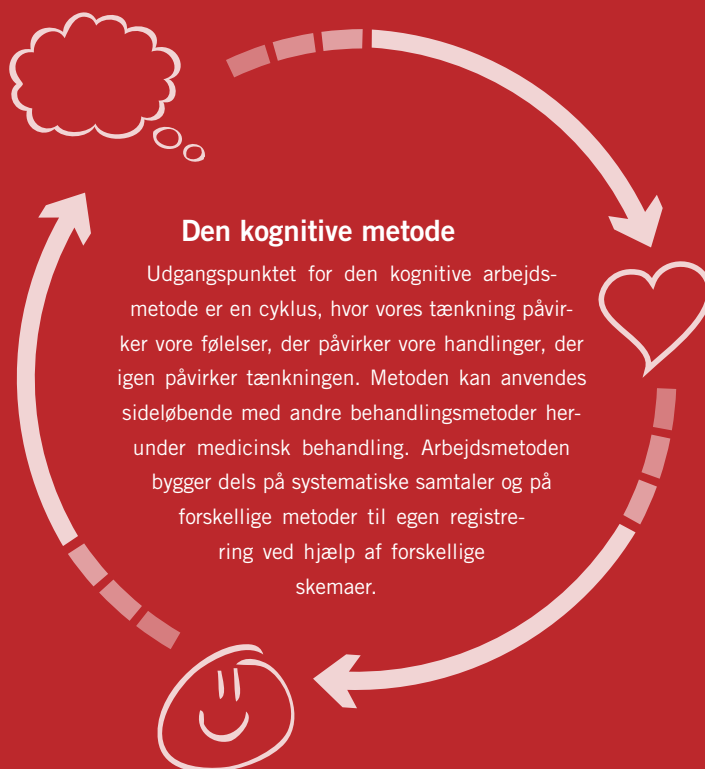 Den kognitive metode
Udgangspunktet for den kognitive arbejds-
metode er en cyklus, hvor vores tænkning påvir-
ker vore følelser, der påvirker vore handlinger, der
igen påvirker tænkningen. Metoden kan anvendes
sideløbende med andre behandlingsmetoder her-
under medicinsk behandling. Arbejdsmetoden
bygger dels på systematiske samtaler og på
forskellige metoder til egen registre-
ring ved hjælp af forskellige
skemaer.